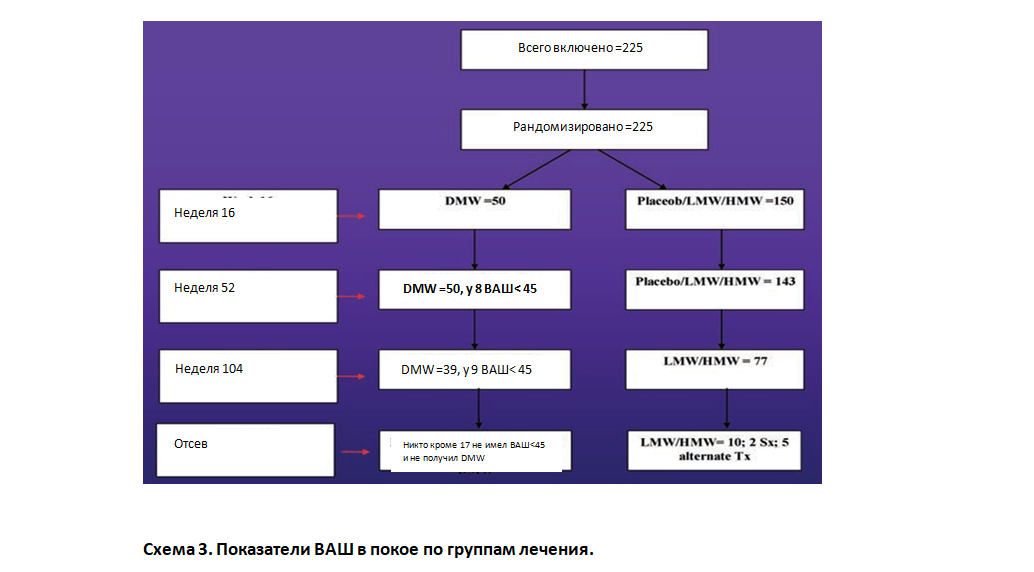 Всего включено =225
Рандомизировано =225
Неделя 16
DMW =50
Placeob/LMW/HMW =150
Неделя 52
DMW =50, у 8 ВАШ< 45
Placebo/LMW/HMW = 143
Неделя 104
DMW =39, у 9 ВАШ< 45
LMW/HMW = 77
Отсев
Никто кроме 17 не имел ВАШ<45
и не получил DMW
LMW/HMW= 10; 2 Sx; 5
alternate Tx
Схема 3. Показатели ВАШ в покое по группам лечения.